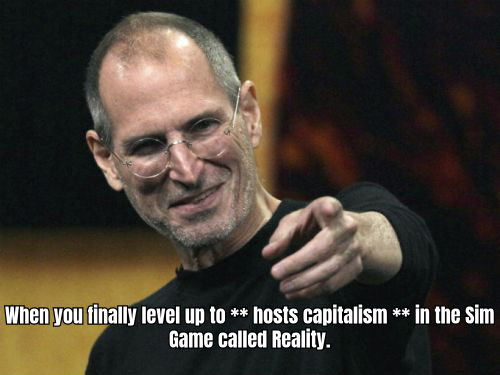 When you finally level up to ** hosts capitalism ** in the Sim
Game called Reality.